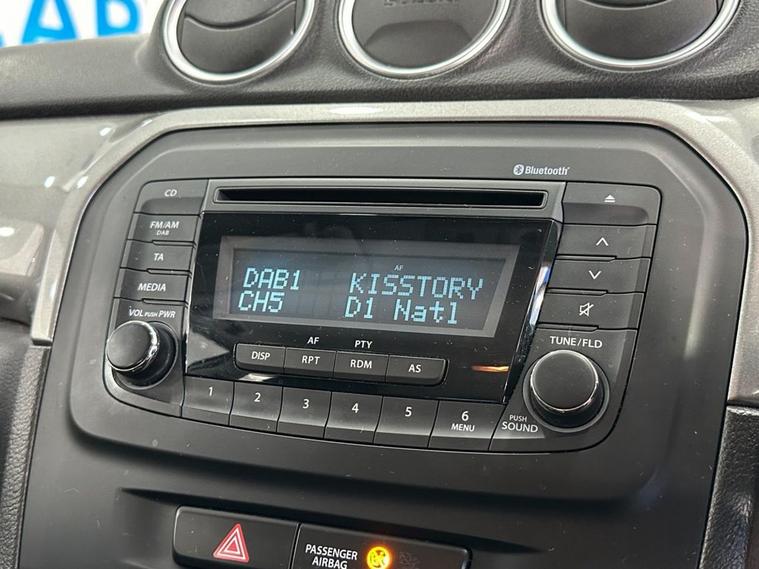 Bluetooth
CD
FM/AM
DAB
TA
MEDIA
VOL PUSH PWR
AF
DAB1 KISSTORY
CH5 D1 Natl
AF PTY
DISP RPT RDM AS
1 2 3 4 5 6
MENU
TUNE/FLD
PUSH
SOUND
PASSENGER
AIRBAG